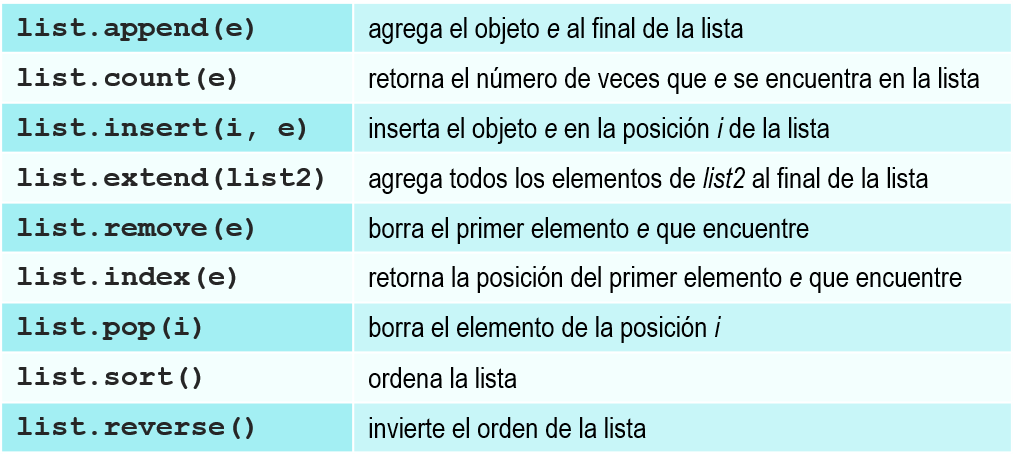 list.append(e) agrega el objeto e al final de la lista
list.count(e) retorna el número de veces que e se encuentra en la lista
list.insert(i, e) inserta el objeto e en la posición i de la lista
list.extend(list2) agrega todos los elementos de list2 al final de la lista
list.remove(e) borra el primer elemento e que encuentre
list.index(e) retorna la posición del primer elemento e que encuentre
list.pop(i) borra el elemento de la posición i
list.sort() ordena la lista
list.reverse() invierte el orden de la lista